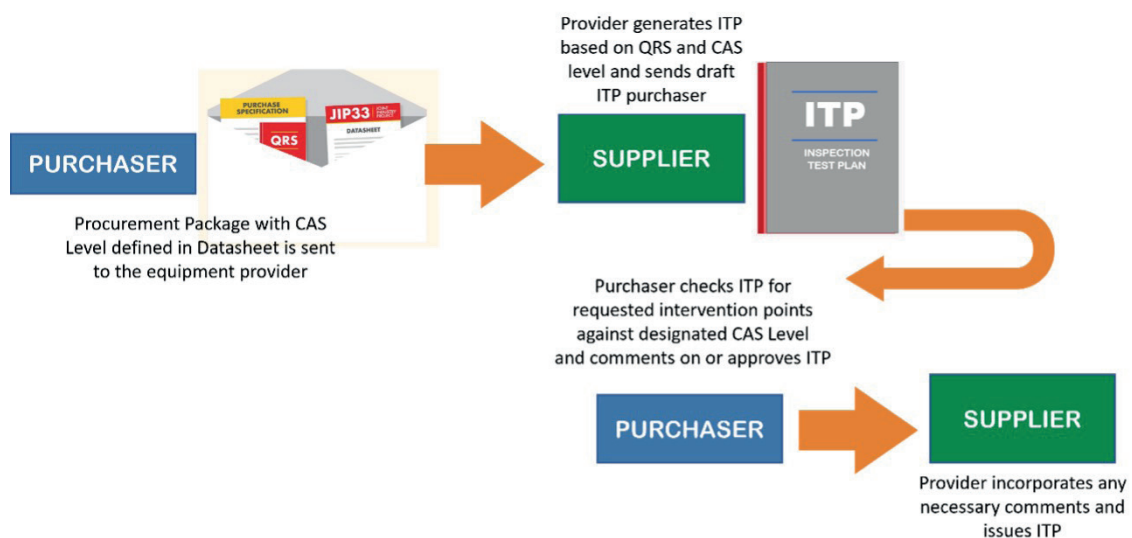 PURCHASER
PURCHASE
SPECIFICATION
QRS
JIP33
JOINT
INDUSTRY
PROJECT
DATASHEET
Procurement Package with CAS
Level defined in Datasheet is sent
to the equipment provider
Provider generates ITP
based on QRS and CAS
level and sends draft
ITP purchaser
SUPPLIER
ITP
INSPECTION
TEST PLAN
Purchaser checks ITP for
requested intervention points
against designated CAS Level
and comments on or approves ITP
PURCHASER
SUPPLIER
Provider incorporates any
necessary comments and
issues ITP